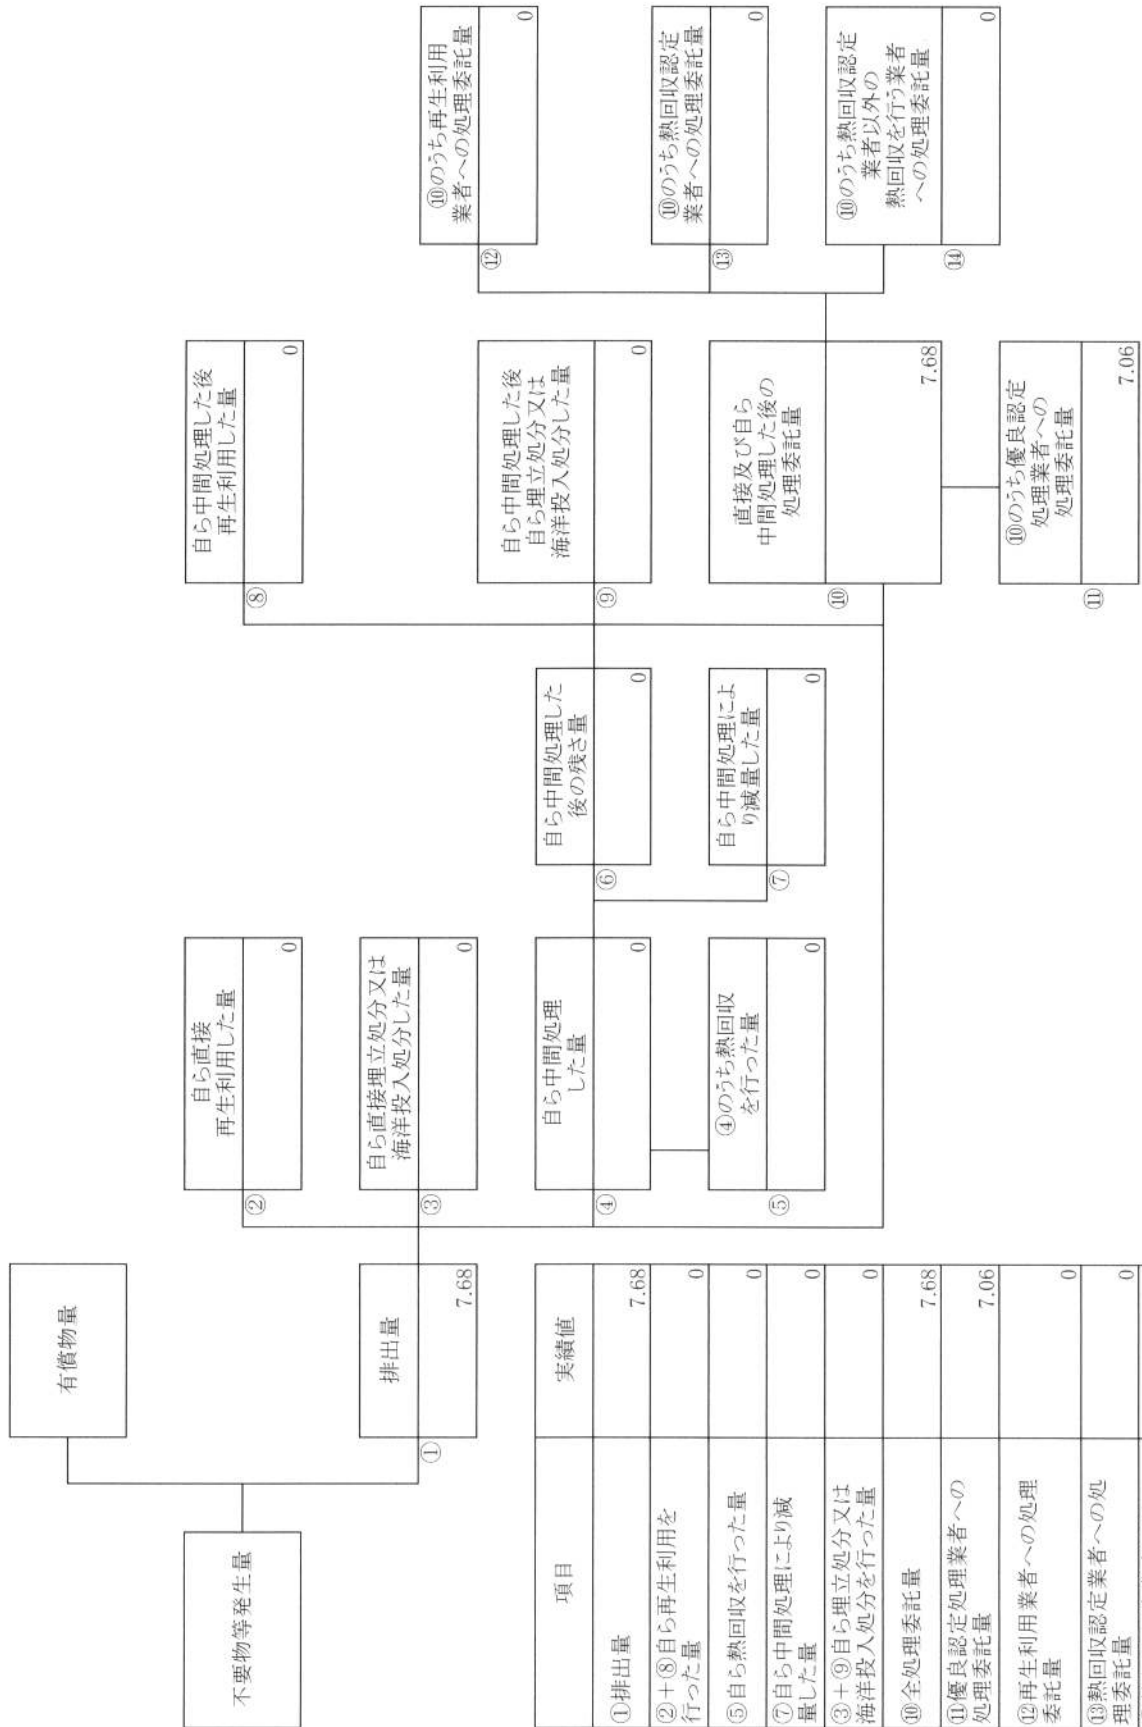 不要物等発生量
有償物量
排出量
①
7.68
自ら直接
再生利用した量
②
0
自ら直接埋立処分又は
海洋投入処分した量
③
0
自ら中間処理
した量
④
0
④のうち熱回収
を行った量
⑤
0
自ら中間処理した
後の残さ量
⑥
0
自ら中間処理によ
り減量した量
⑦
0
自ら中間処理した後
再生利用した量
⑧
0
自ら中間処理した後
自ら埋立処分又は
海洋投入処分した量
⑨
0
直接及び自ら
中間処理した後の
処理委託量
⑩
7.68
⑩のうち優良認定
処理業者への
処理委託量
⑪
7.06
⑩のうち再生利用
業者への処理委託量
⑫
0
⑩のうち熱回収認定
業者への処理委託量
⑬
0
⑩のうち熱回収認定
業者以外の
熱回収を行う業者
への処理委託量
⑭
0
項目
実績値
①排出量
7.68
②+⑧自ら再生利用を
行った量
0
⑤自ら熱回収を行った量
0
⑦自ら中間処理により減
量した量
0
③+⑨自ら埋立処分又は
海洋投入処分を行った量
0
⑩全処理委託量
7.68
⑪優良認定処理業者への
処理委託量
7.06
⑫再生利用業者への処理
委託量
0
⑬熱回収認定業者への処
理委託量
0